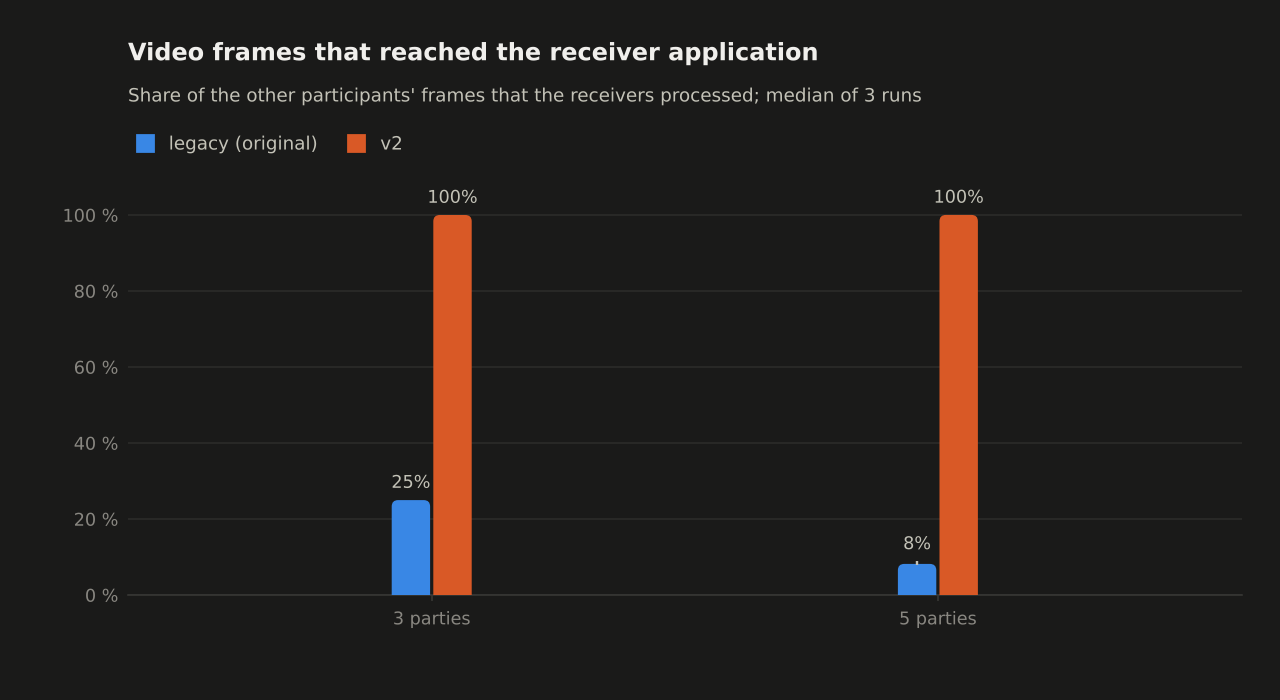 Video frames that reached the receiver application
Share of the other participants' frames that the receivers processed; median of 3 runs
legacy (original) v2
100% 100%
100 %
80 %
60 %
40 %
25%
20 %
8%
0 %
3 parties 5 parties